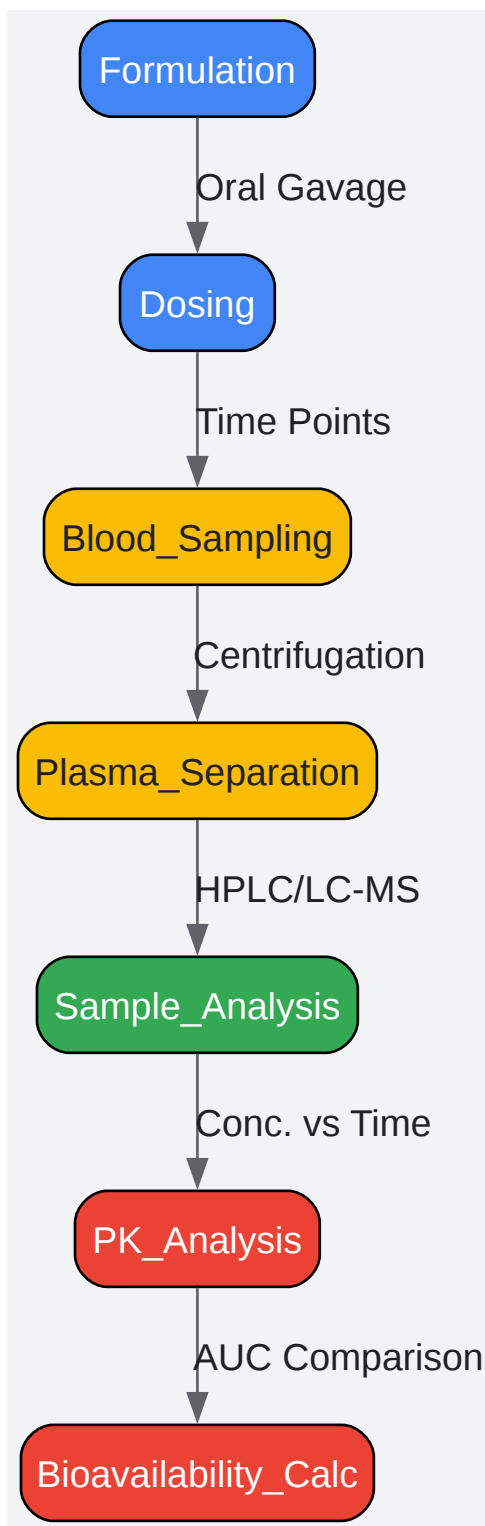 Formulation
Oral Gavage
Dosing
Time Points
Blood_Sampling
Centrifugation
Plasma_Separation
HPLC/LC-MS
Sample_Analysis
Conc. vs Time
PK_Analysis
AUC Comparison
Bioavailability_Calc